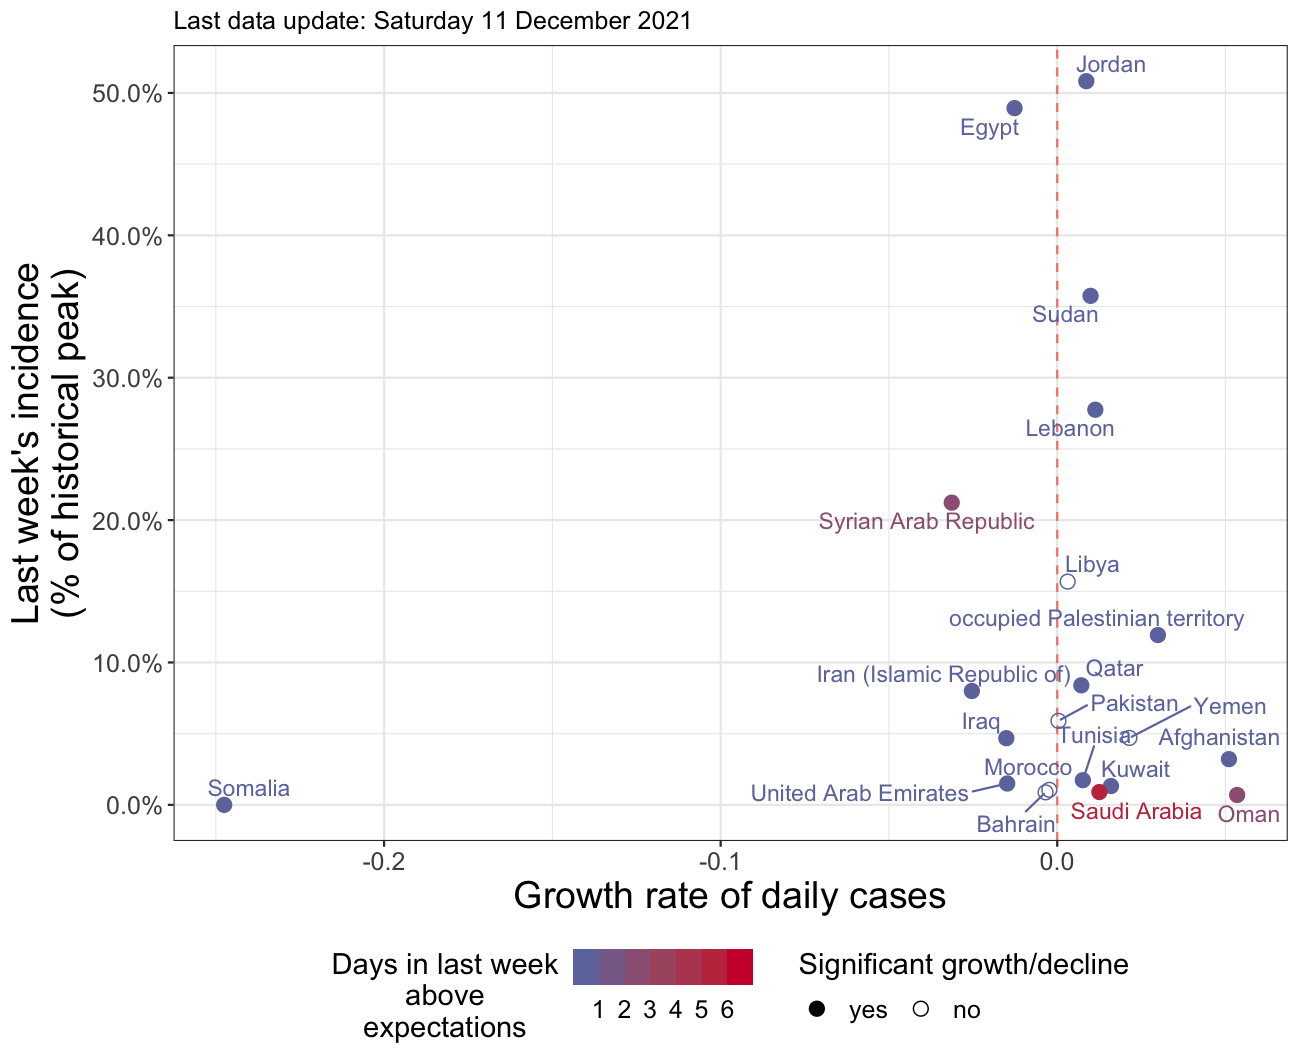 Last data update: Saturday 11 December 2021
Last week's incidence
(% of historical peak)
50.0%
40.0%
30.0%
20.0%
10.0%
0.0%
Jordan
Egypt
Sudan
Lebanon
Syrian Arab Republic
Libya
occupied Palestinian territory
Iran (Islamic Republic of)
Qatar
Pakistan
Yemen
Iraq
Tunisia
Afghanistan
Morocco
Kuwait
Somalia
United Arab Emirates
Saudi Arabia
Oman
Bahrain
-0.2
-0.1
0.0
Growth rate of daily cases
Days in last week
above
expectations
1 2 3 4 5 6
Significant growth/decline
yes
no